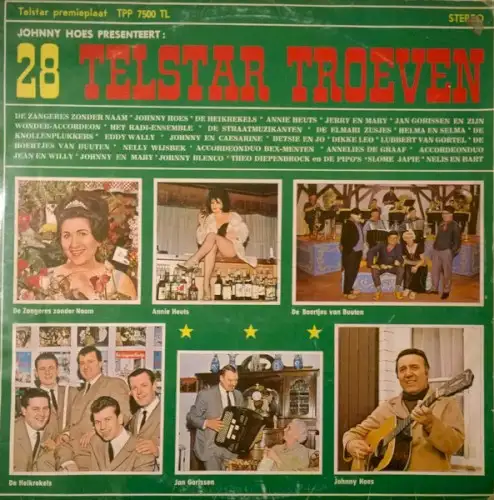 Telstar premieplaat TPP 7500 TL
STEREO
JOHNNY HOES PRESENTEERT:
28 TELSTAR TROEVEN
DE ZANGERES ZONDER NAAM * JOHNNY HOES * DE HEIKREKELS * ANNIE HEUTS * JERRY EN MARY * JAN GORISSEN EN ZIJN
WONDER-ACCORDEON * HET RADI-ENSEMBLE * DE STRAATMUZIKANTEN * DE ELMARI ZUSJES * HELMA EN SELMA * DE
KNOLLENPLUKKERS * EDDY WALLY * JOHNNY EN CAESARINE * DUTSIE EN JO * DIKKE LEO * LUBBERT VAN GORTEL * DE
BOERTJES VAN BUUTEN * NELLY WIJSBEK * ACCORDEONDUO BEX-MENTEN * ANNELIES DE GRAAF * ACCORDEONDUO
JEAN EN WILLY * JOHNNY EN MARY * JOHNNY BLENCO * THEO DIEPENBROCK en DE PIPO'S * SLOME JAPIE * NELIS EN BART
De Zangeres zonder Naam
Annie Heuts
De Boertjes van Buuten
De Heikrekels
Jan Gorissen
Johnny Hoes